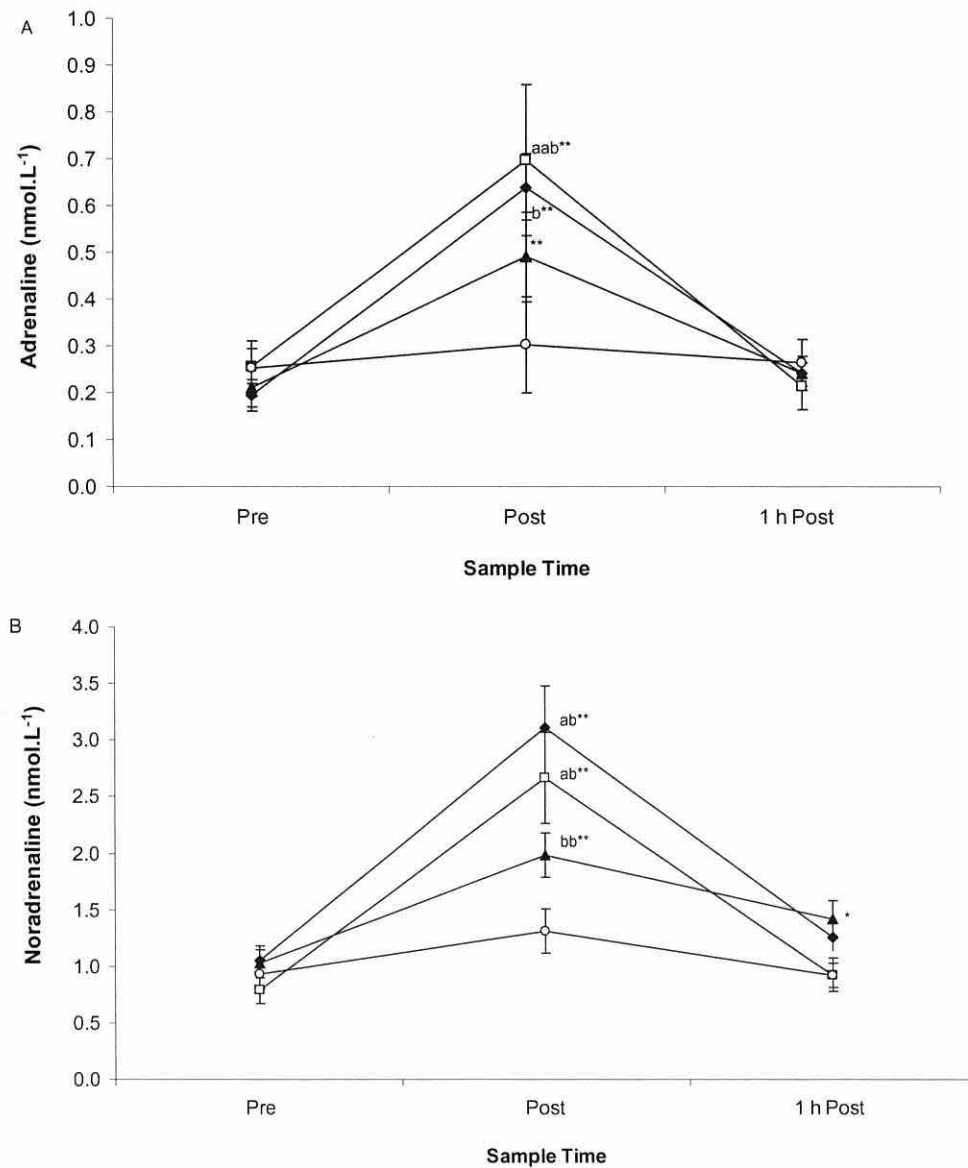 A
1.0
0.9
0.8
0.7
0.6
0.5
0.4
0.3
0.2
0.1
0.0
Adrenaline (nmol.L⁻¹)
aab**
b**
**
Pre Post 1 h Post
Sample Time
B
4.0
3.5
3.0
2.5
2.0
1.5
1.0
0.5
0.0
Noradrenaline (nmol.L⁻¹)
ab**
ab**
bb**
*
Pre Post 1 h Post
Sample Time